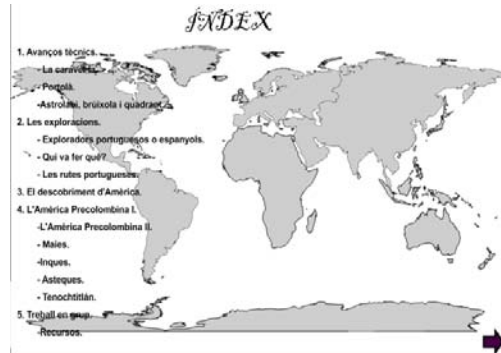 ÍNDEX
1. Avanços tècnics.
- La caravel·la.
- Portolà.
-Astrolabi, brúixola i quadrant.
2. Les exploracions.
- Exploradors portuguesos o espanyols.
- Qui va fer què?
- Les rutes portugueses.
3. El descobriment d'Amèrica.
4. L'Amèrica Precolombina I.
-L'Amèrica Precolombina II.
- Maies.
-Inques.
- Asteques.
- Tenochtitlàn.
5. Treball en grup.
-Recursos.